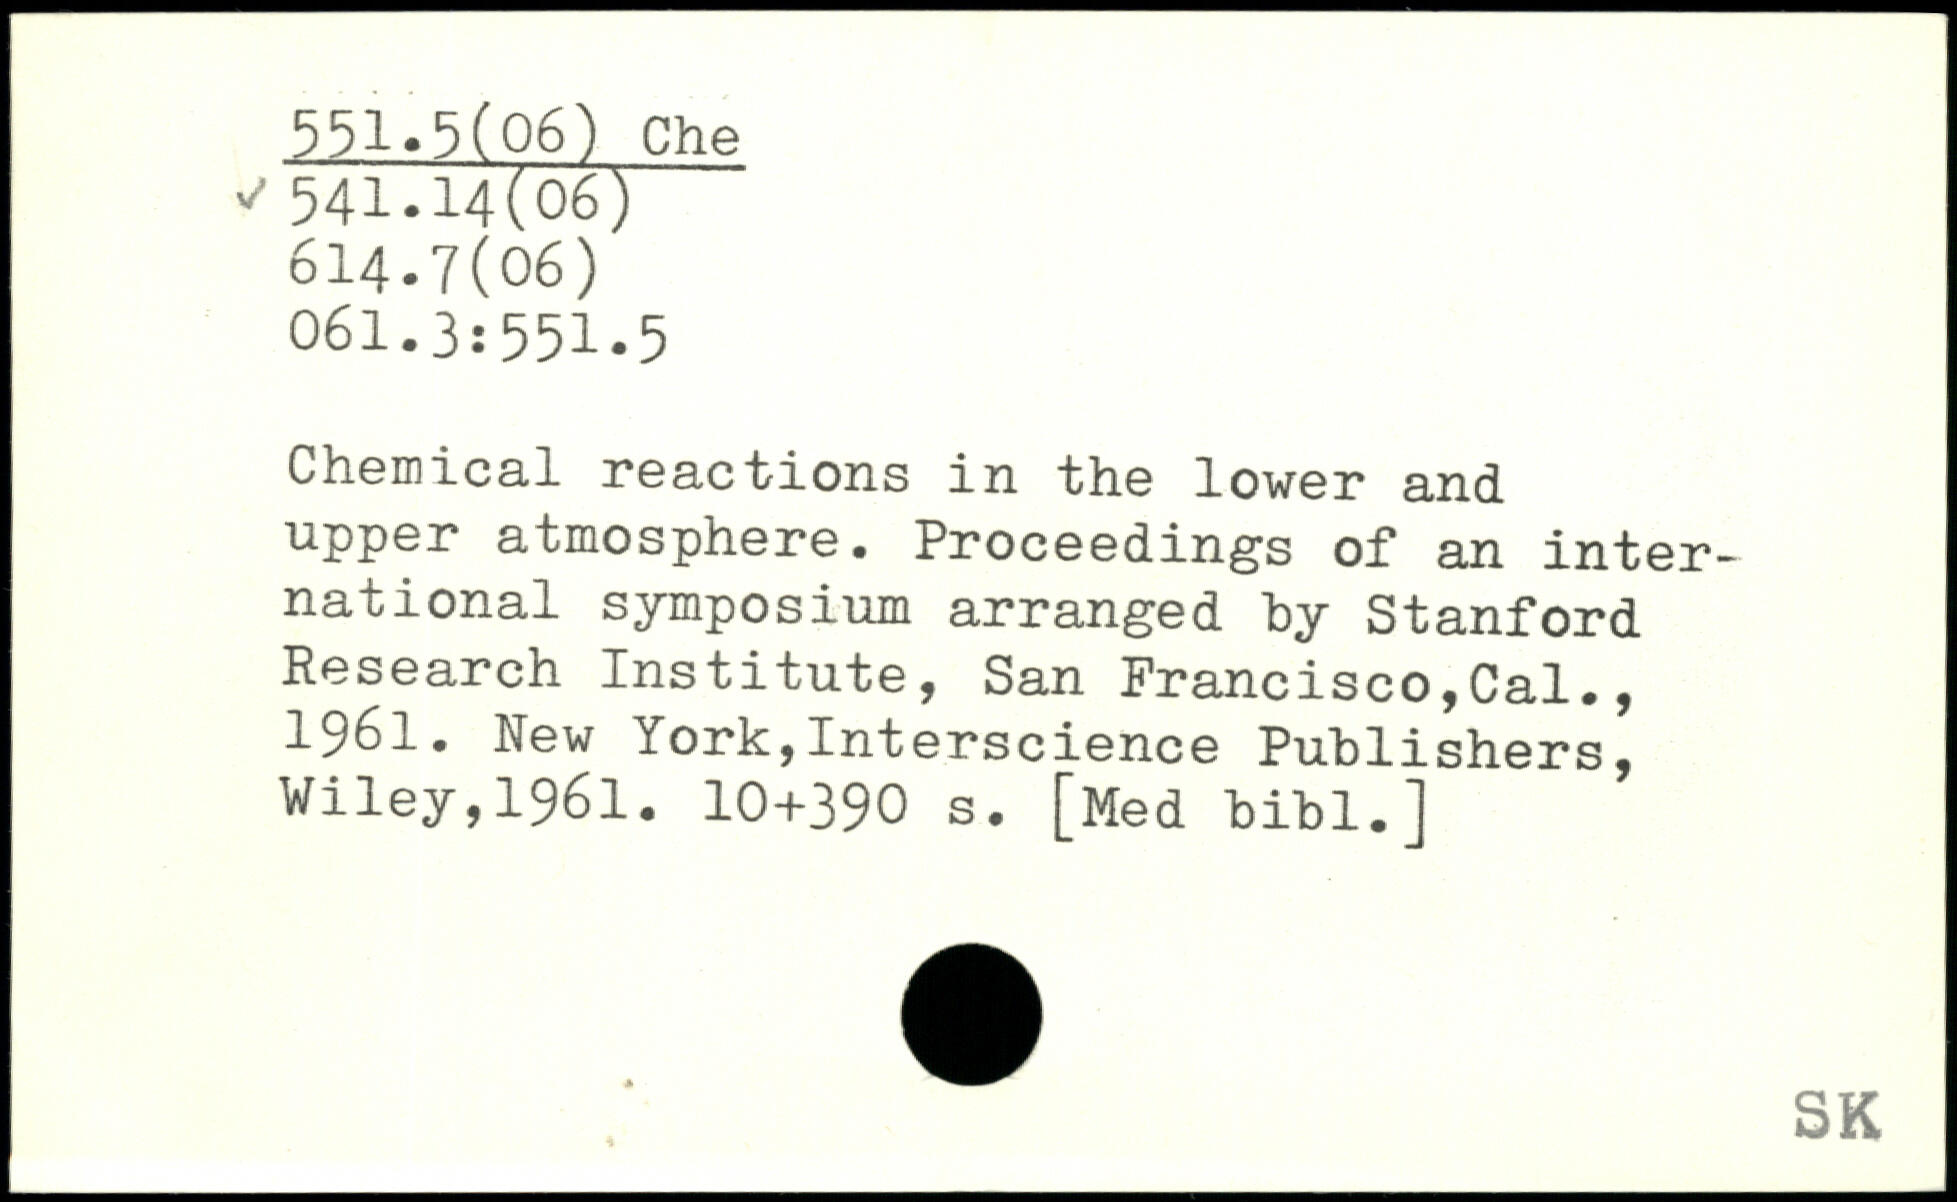 551.5(06) Che
✓ 541.14(06)
614.7(06)
061.3:551.5
Chemical reactions in the lower and
upper atmosphere. Proceedings of an inter-
national symposium arranged by Stanford
Research Institute, San Francisco,Cal.,
1961. New York,Interscience Publishers,
Wiley,1961. 10+390 s. [Med bibl.]
SK